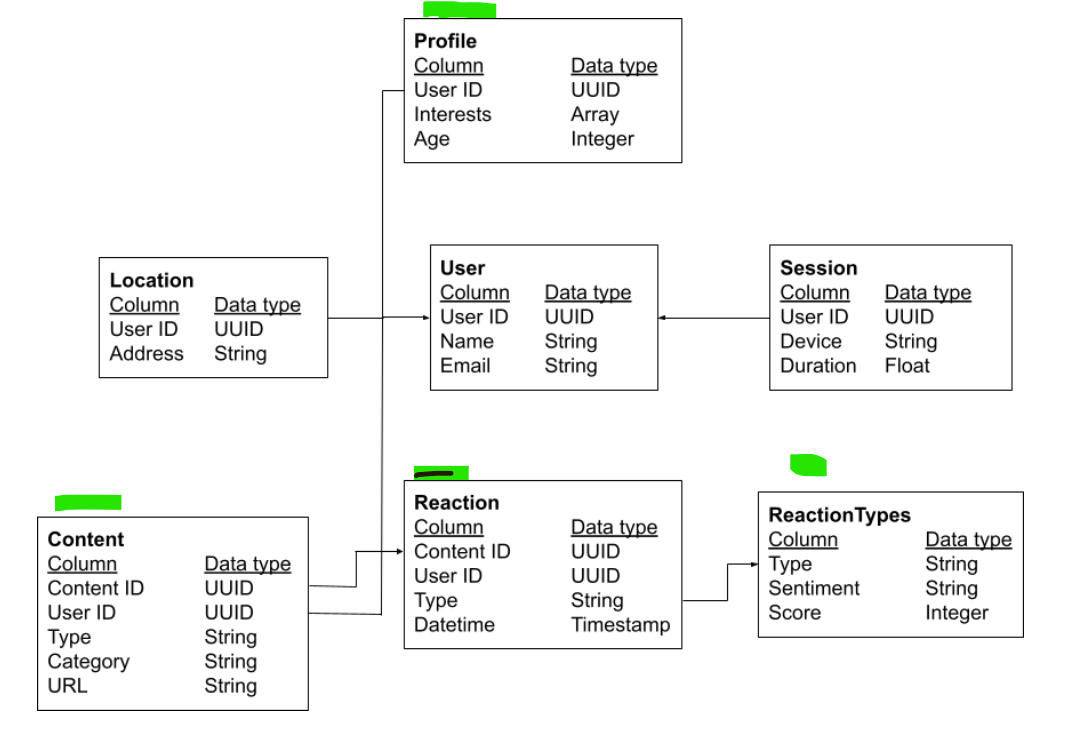 Profile
Column Data type
User ID UUID
Interests Array
Age Integer
Location
Column Data type
User ID UUID
Address String
User
Column Data type
User ID UUID
Name String
Email String
Session
Column Data type
User ID UUID
Device String
Duration Float
Content
Column Data type
Content ID UUID
User ID UUID
Type String
Category String
URL String
Reaction
Column Data type
Content ID UUID
User ID UUID
Type String
Datetime Timestamp
ReactionTypes
Column Data type
Type String
Sentiment String
Score Integer